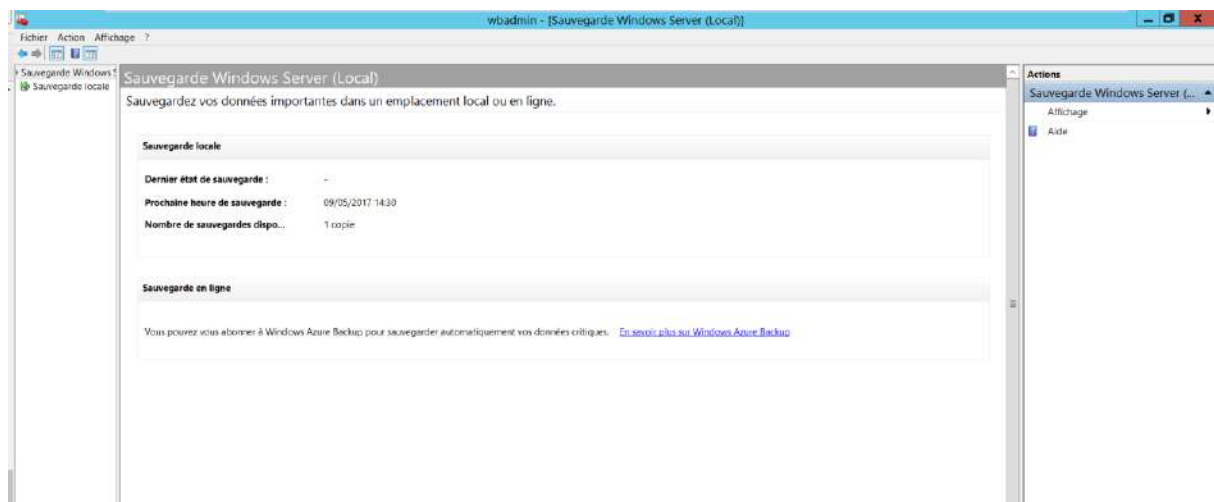 wbadmin - [Sauvegarde Windows Server (Local)]
Fichier Action Affichage ?
Sauvegarde Windows S
Sauvegarde locale
Sauvegarde Windows Server (Local)
Sauvegardez vos données importantes dans un emplacement local ou en ligne.
Sauvegarde locale
Dernier état de sauvegarde : -
Prochaine heure de sauvegarde : 09/05/2017 14:30
Nombre de sauvegardes dispo... 1 copie
Sauvegarde en ligne
Vous pouvez vous abonner à Windows Azure Backup pour sauvegarder automatiquement vos données critiques. En savoir plus sur Windows Azure Backup
Actions
Sauvegarde Windows Server (...
Affichage
Aide